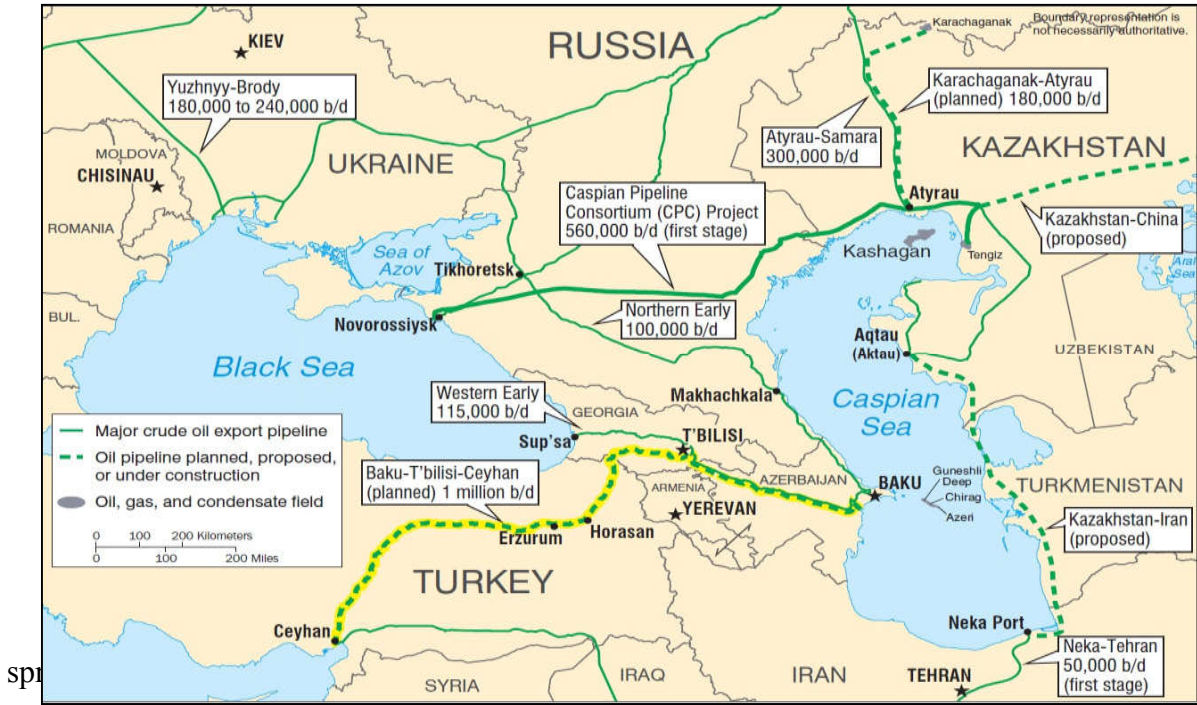 Karachaganak
Boundary representation is
not necessarily authoritative.
KIEV
RUSSIA
Yuzhnyy-Brody
180,000 to 240,000 b/d
Karachaganak-Atyrau
(planned) 180,000 b/d
Atyrau-Samara
300,000 b/d
KAZAKHSTAN
MOLDOVA
CHISINAU
UKRAINE
Caspian Pipeline
Consortium (CPC) Project
560,000 b/d (first stage)
Atyrau
Kazakhstan-China
(proposed)
ROMANIA
Sea of
Azov
Tikhoretsk
Kashagan
Tengiz
Aral
Sea
BUL.
Novorossiysk
Northern Early
100,000 b/d
Aqtau
(Aktau)
UZBEKISTAN
Black Sea
Western Early
115,000 b/d
GEORGIA
Makhachkala
Caspian
Sea
Major crude oil export pipeline
Oil pipeline planned, proposed,
or under construction
Oil, gas, and condensate field
0 100 200 Kilometers
0 100 200 Miles
Sup'sa
T'BILISI
Baku-T'bilisi-Ceyhan
(planned) 1 million b/d
ARMENIA
AZERBAIJAN
BAKU
Guneshli
Deep
Chirag
Azeri
TURKMENISTAN
YEREVAN
Kazakhstan-Iran
(proposed)
Erzurum
Horasan
TURKEY
Ceyhan
Neka Port
Neka-Tehran
50,000 b/d
(first stage)
SYRIA
IRAQ
IRAN
TEHRAN